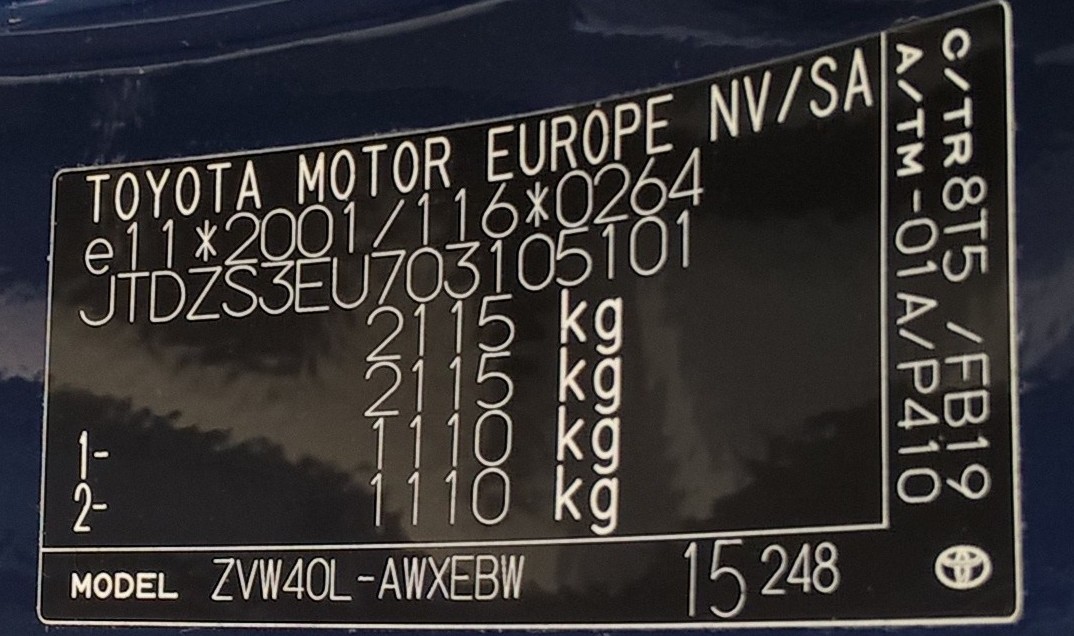 TOYOTA MOTOR EUROPE NV/SA
e11*2001/116*0264
JTDZS3EU703105101
2115 kg
2115 kg
1- 1110 kg
2- 1110 kg
MODEL ZVW40L-AWXEBW 15 248
C/TR 8T5 /FB19
A/TM -01A/P410